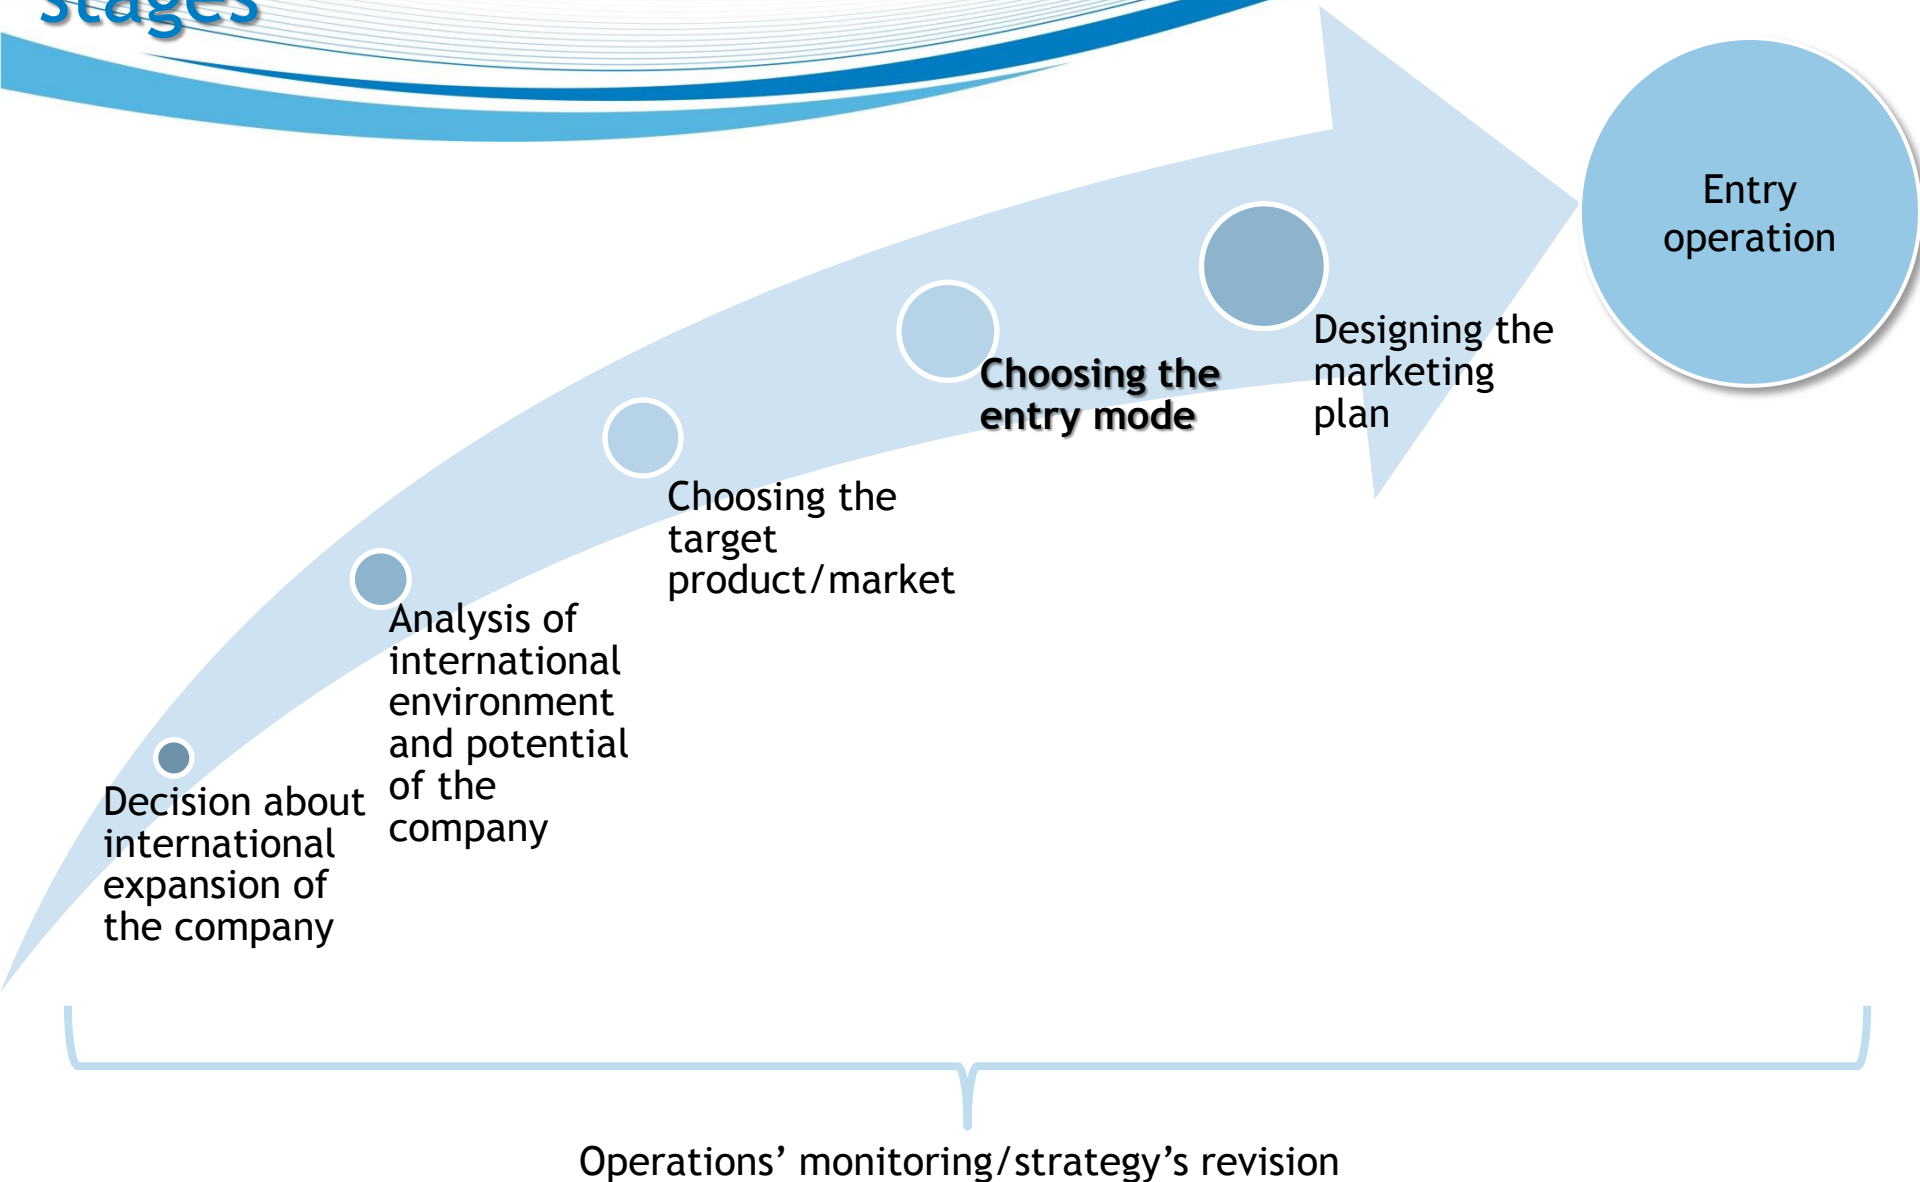 stages
Entry
operation
Designing the
marketing
plan
Choosing the
entry mode
Choosing the
target
product/market
Analysis of
international
environment
and potential
of the
company
Decision about
international
expansion of
the company
Operations’ monitoring/strategy’s revision